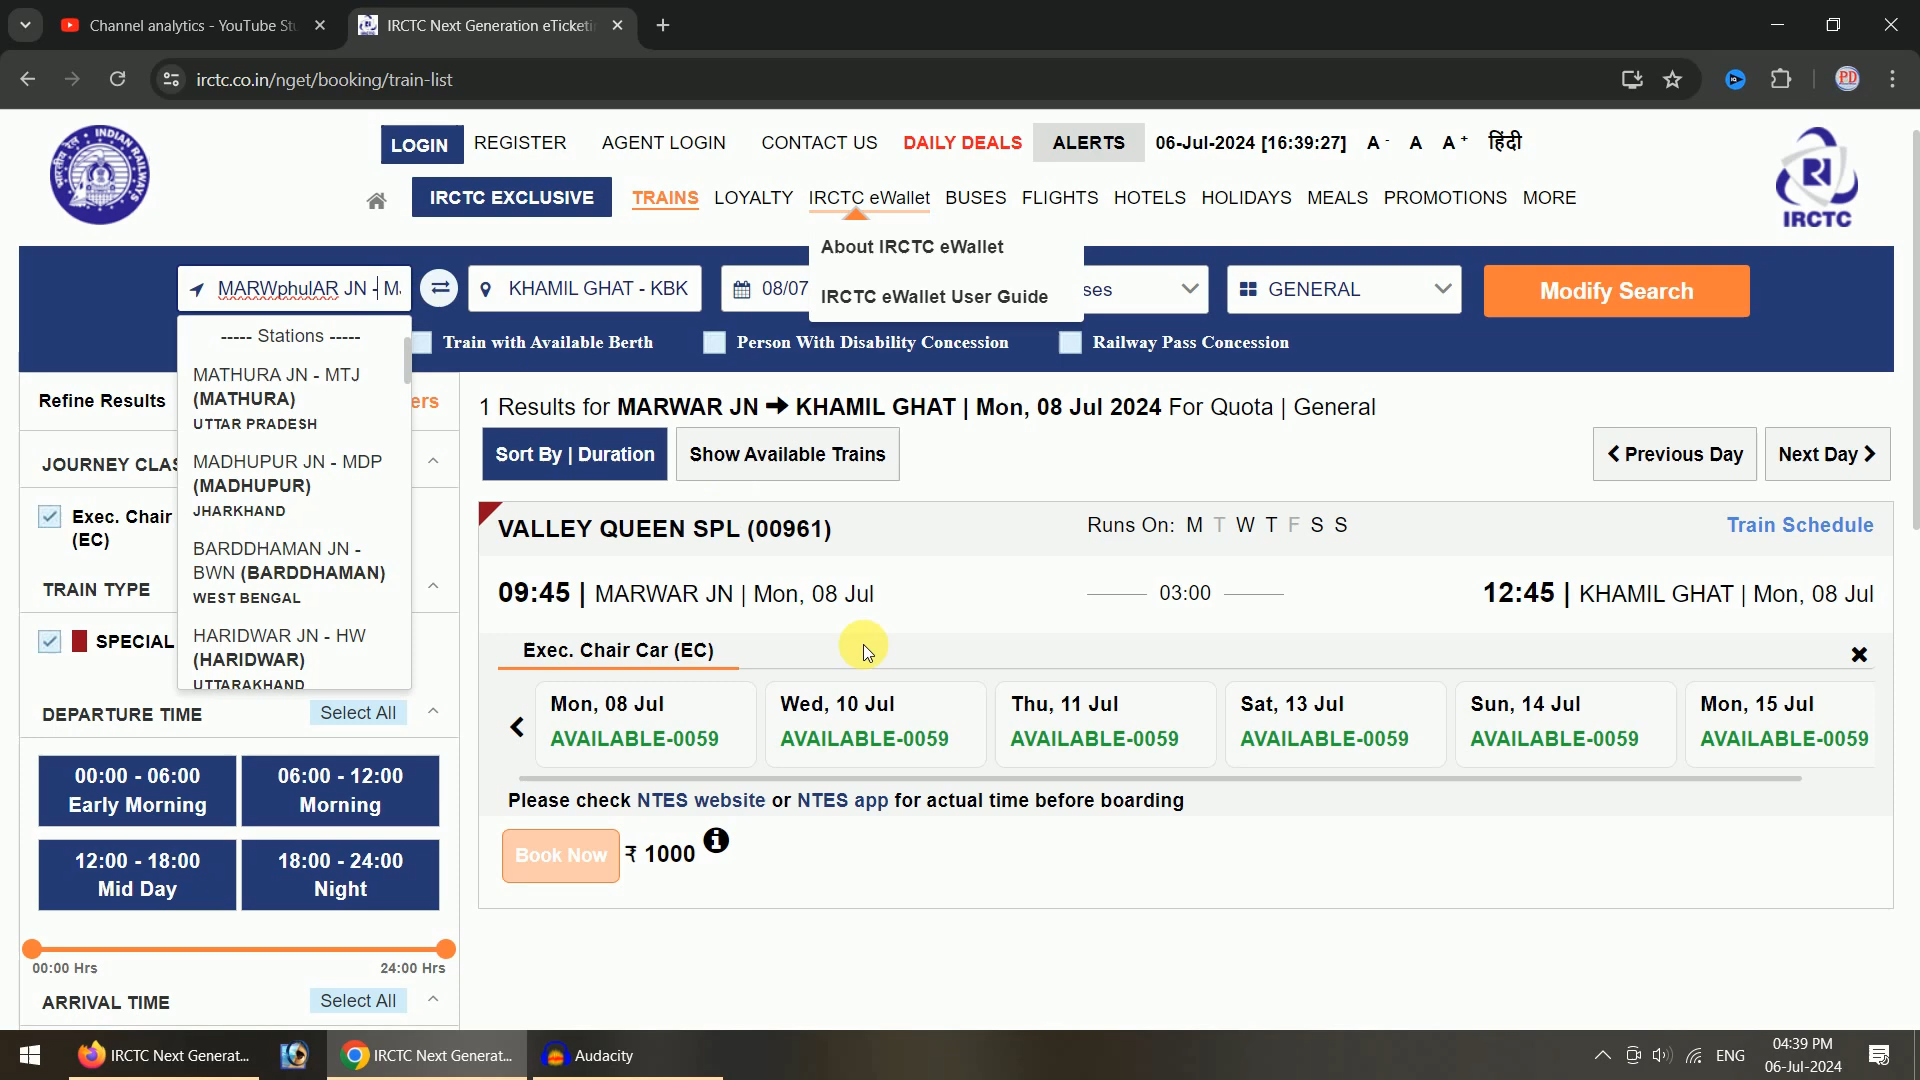 Channel analytics - YouTube Stu
IRCTC Next Generation eTicketin
irctc.co.in/nget/booking/train-list
PD
INDIAN RAILWAYS
LOGIN REGISTER AGENT LOGIN CONTACT US DAILY DEALS ALERTS 06-Jul-2024 [16:39:27] A- A A+ हिंदी
IRCTC EXCLUSIVE TRAINS LOYALTY IRCTC eWallet BUSES FLIGHTS HOTELS HOLIDAYS MEALS PROMOTIONS MORE
IRCTC
About IRCTC eWallet
IRCTC eWallet User Guide
MARWphulAR JN - MJ
KHAMIL GHAT - KBK
08/07
ses
GENERAL
Modify Search
Train with Available Berth
Person With Disability Concession
Railway Pass Concession
----- Stations -----
MATHURA JN - MTJ
(MATHURA)
UTTAR PRADESH
MADHUPUR JN - MDP
(MADHUPUR)
JHARKHAND
BARDDHAMAN JN -
BWN (BARDDHAMAN)
WEST BENGAL
HARIDWAR JN - HW
(HARIDWAR)
UTTARAKHAND
Refine Results
ers
JOURNEY CLAS
Exec. Chair
(EC)
TRAIN TYPE
SPECIAL
DEPARTURE TIME
Select All
00:00 - 06:00
Early Morning
06:00 - 12:00
Morning
12:00 - 18:00
Mid Day
18:00 - 24:00
Night
00:00 Hrs
24:00 Hrs
ARRIVAL TIME
Select All
1 Results for MARWAR JN ➔ KHAMIL GHAT | Mon, 08 Jul 2024 For Quota | General
Sort By | Duration
Show Available Trains
Previous Day
Next Day
VALLEY QUEEN SPL (00961)
Runs On: M T W T F S S
Train Schedule
09:45 | MARWAR JN | Mon, 08 Jul
03:00
12:45 | KHAMIL GHAT | Mon, 08 Jul
Exec. Chair Car (EC)
Mon, 08 Jul
AVAILABLE-0059
Wed, 10 Jul
AVAILABLE-0059
Thu, 11 Jul
AVAILABLE-0059
Sat, 13 Jul
AVAILABLE-0059
Sun, 14 Jul
AVAILABLE-0059
Mon, 15 Jul
AVAILABLE-0059
Please check NTES website or NTES app for actual time before boarding
Book Now
₹ 1000
IRCTC Next Generat...
IRCTC Next Generat...
Audacity
ENG
04:39 PM
06-Jul-2024